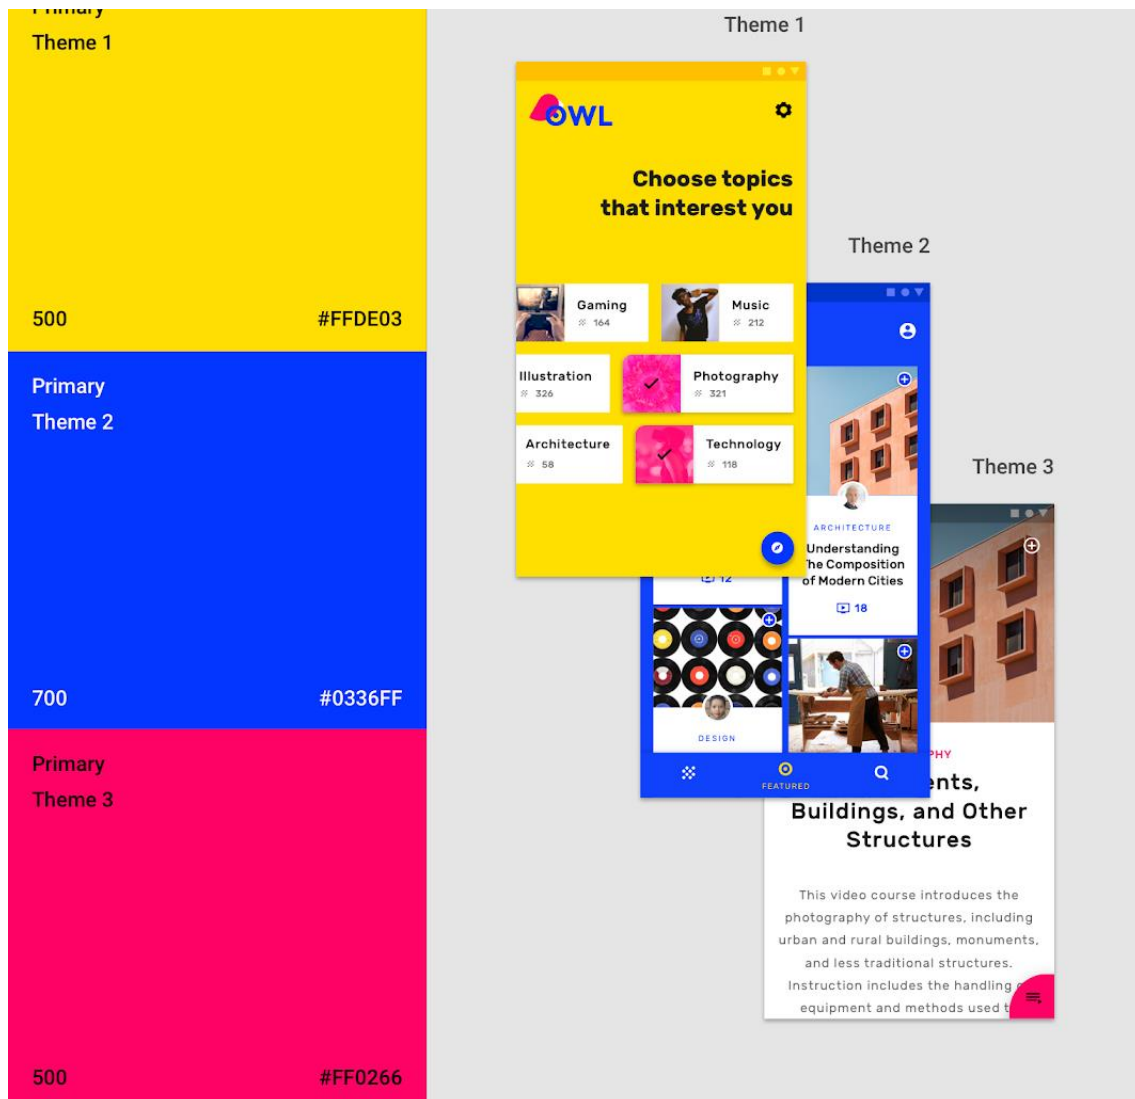 Primary
Theme 1
500 #FFDE03
Primary
Theme 2
700 #0336FF
Primary
Theme 3
500 #FF0266
Theme 1
OWL
Choose topics
that interest you
Gaming
164
Music
212
Illustration
326
Photography
321
Architecture
58
Technology
118
Theme 2
ARCHITECTURE
Understanding
The Composition
of Modern Cities
18
12
DESIGN
FEATURED
Theme 3
PHY
ents,
Buildings, and Other
Structures
This video course introduces the
photography of structures, including
urban and rural buildings, monuments,
and less traditional structures.
Instruction includes the handling
equipment and methods used